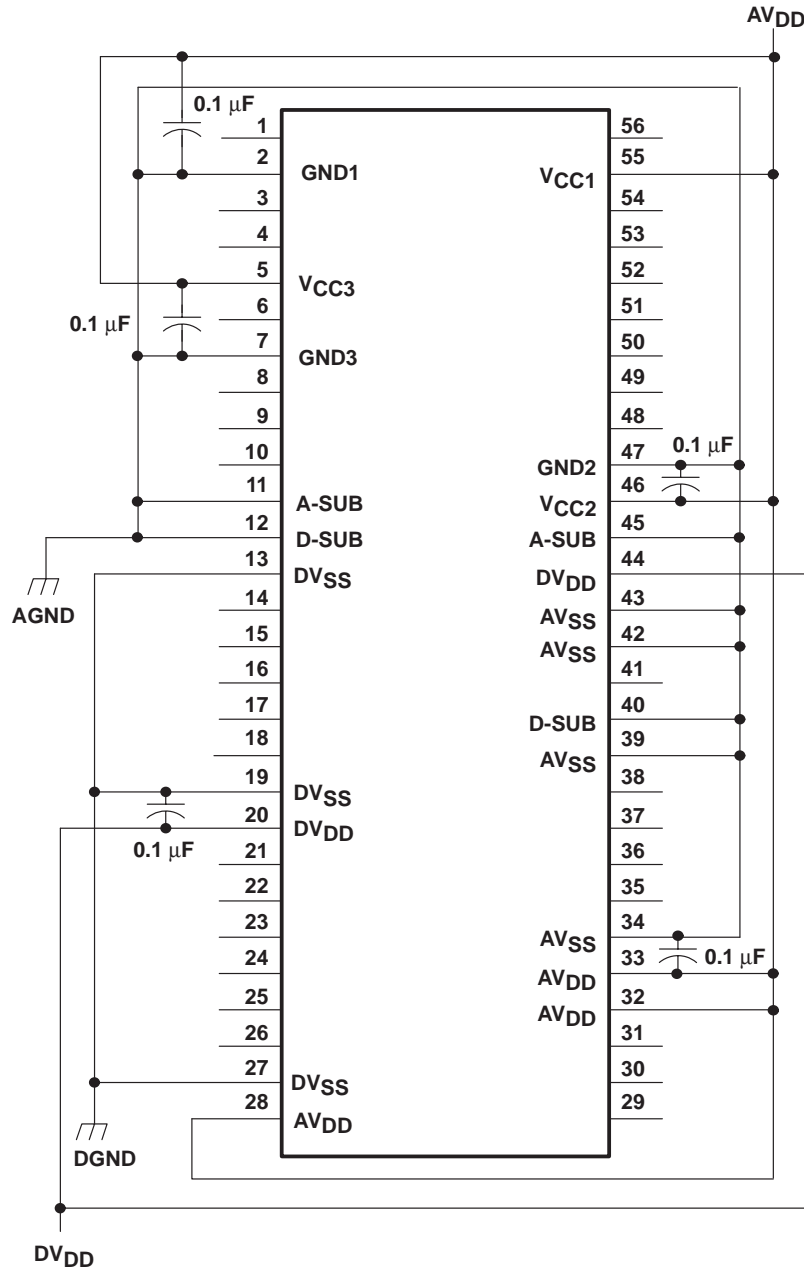 AVDD
0.1 μF
1
56
2
GND1
VCC1
55
3
54
4
53
5
VCC3
52
0.1 μF
6
51
7
GND3
50
8
49
9
48
10
GND2
47
0.1 μF
11
A-SUB
VCC2
46
12
D-SUB
A-SUB
45
13
DVSS
DVDD
44
AGND
14
AVSS
43
15
AVSS
42
16
41
17
D-SUB
40
18
AVSS
39
19
DVSS
38
20
DVDD
37
0.1 μF
21
36
22
35
23
AVSS
34
24
AVDD
33
0.1 μF
25
AVDD
32
26
31
27
DVSS
30
28
AVDD
29
DGND
DVDD